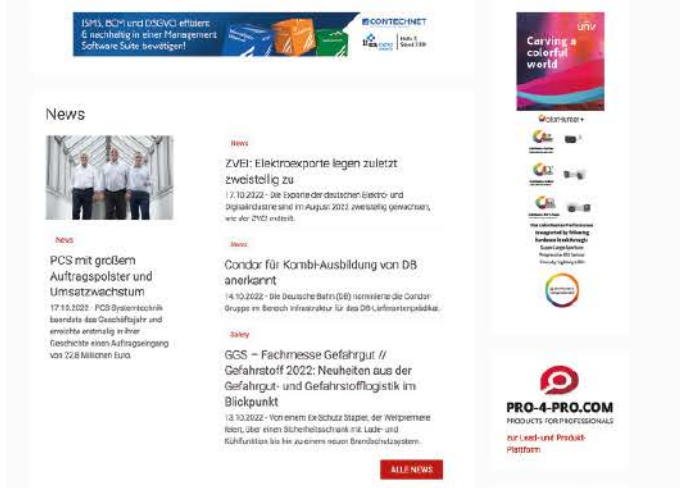 ISMS, BCM und DSGVO effizient
& nachhaltig in einer Management
Software Suite bewältigen!
CONTECHNET
it-sa
Carving a
colorful
world
unv
News
News
PCS mit großem
Auftragspolster und
Umsatzwachstum
17.10.2022 - PCS Systemtechnik
beendete das Geschäftsjahr und
erreichte erstmalig in ihrer
Geschichte einen Auftragseingang
von 22,8 Millionen Euro.
News
ZVEI: Elektroexporte legen zuletzt
zweistellig zu
17.10.2022 - Die Exporte der deutschen Elektro- und
Digitalindustrie sind im August 2022 zweistellig gewachsen,
wie der ZVEI mitteilt.
News
Condor für Kombi-Ausbildung von DB
anerkannt
14.10.2022 - Die Deutsche Bahn (DB) nominierte die Condor-
Gruppe im Bereich Infrastruktur für das DB-Lieferantenprädikat.
Safety
GGS – Fachmesse Gefahrgut //
Gefahrstoff 2022: Neuheiten aus der
Gefahrgut- und Gefahrstofflogistik im
Blickpunkt
13.10.2022 - Von einem Ex-Schutz Stapler, der Weltpremiere
feiert, über einen Sicherheitsschrank mit Lade- und
Kühlfunktion bis hin zu einem neuen Brandschutzsystem.
ALLE NEWS
ColorHunter+
PRO-4-PRO.COM
PRODUCTS FOR PROFESSIONALS
zur Lead- und Produkt-
Plattform